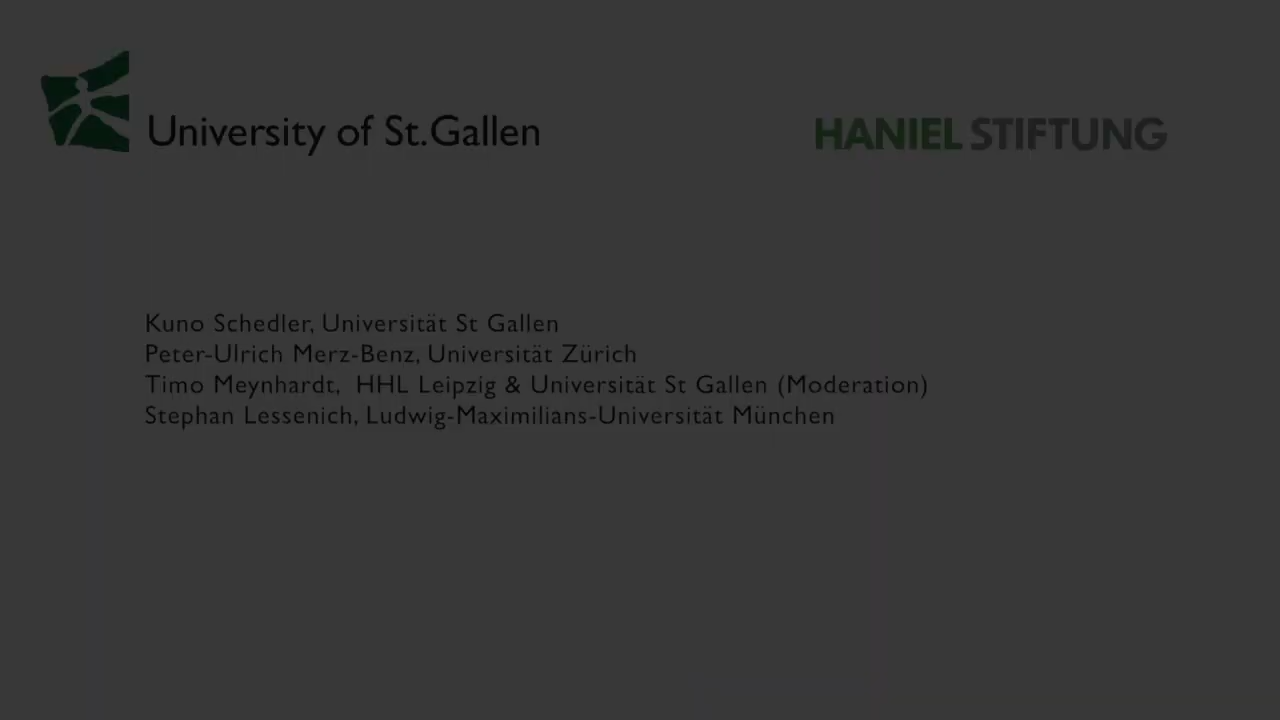 University of St.Gallen
HANIEL STIFTUNG
Kuno Schedler, Universität St Gallen
Peter-Ulrich Merz-Benz, Universität Zürich
Timo Meynhardt, HHL Leipzig & Universität St Gallen (Moderation)
Stephan Lessenich, Ludwig-Maximilians-Universität München